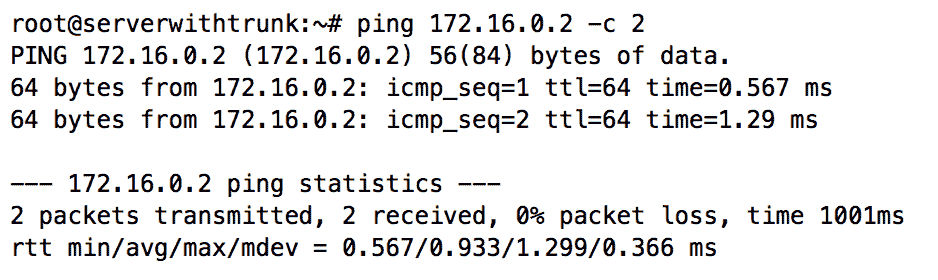 root@serverwithtrunk:~# ping 172.16.0.2 -c 2
PING 172.16.0.2 (172.16.0.2) 56(84) bytes of data.
64 bytes from 172.16.0.2: icmp_seq=1 ttl=64 time=0.567 ms
64 bytes from 172.16.0.2: icmp_seq=2 ttl=64 time=1.29 ms
--- 172.16.0.2 ping statistics ---
2 packets transmitted, 2 received, 0% packet loss, time 1001ms
rtt min/avg/max/mdev = 0.567/0.933/1.299/0.366 ms